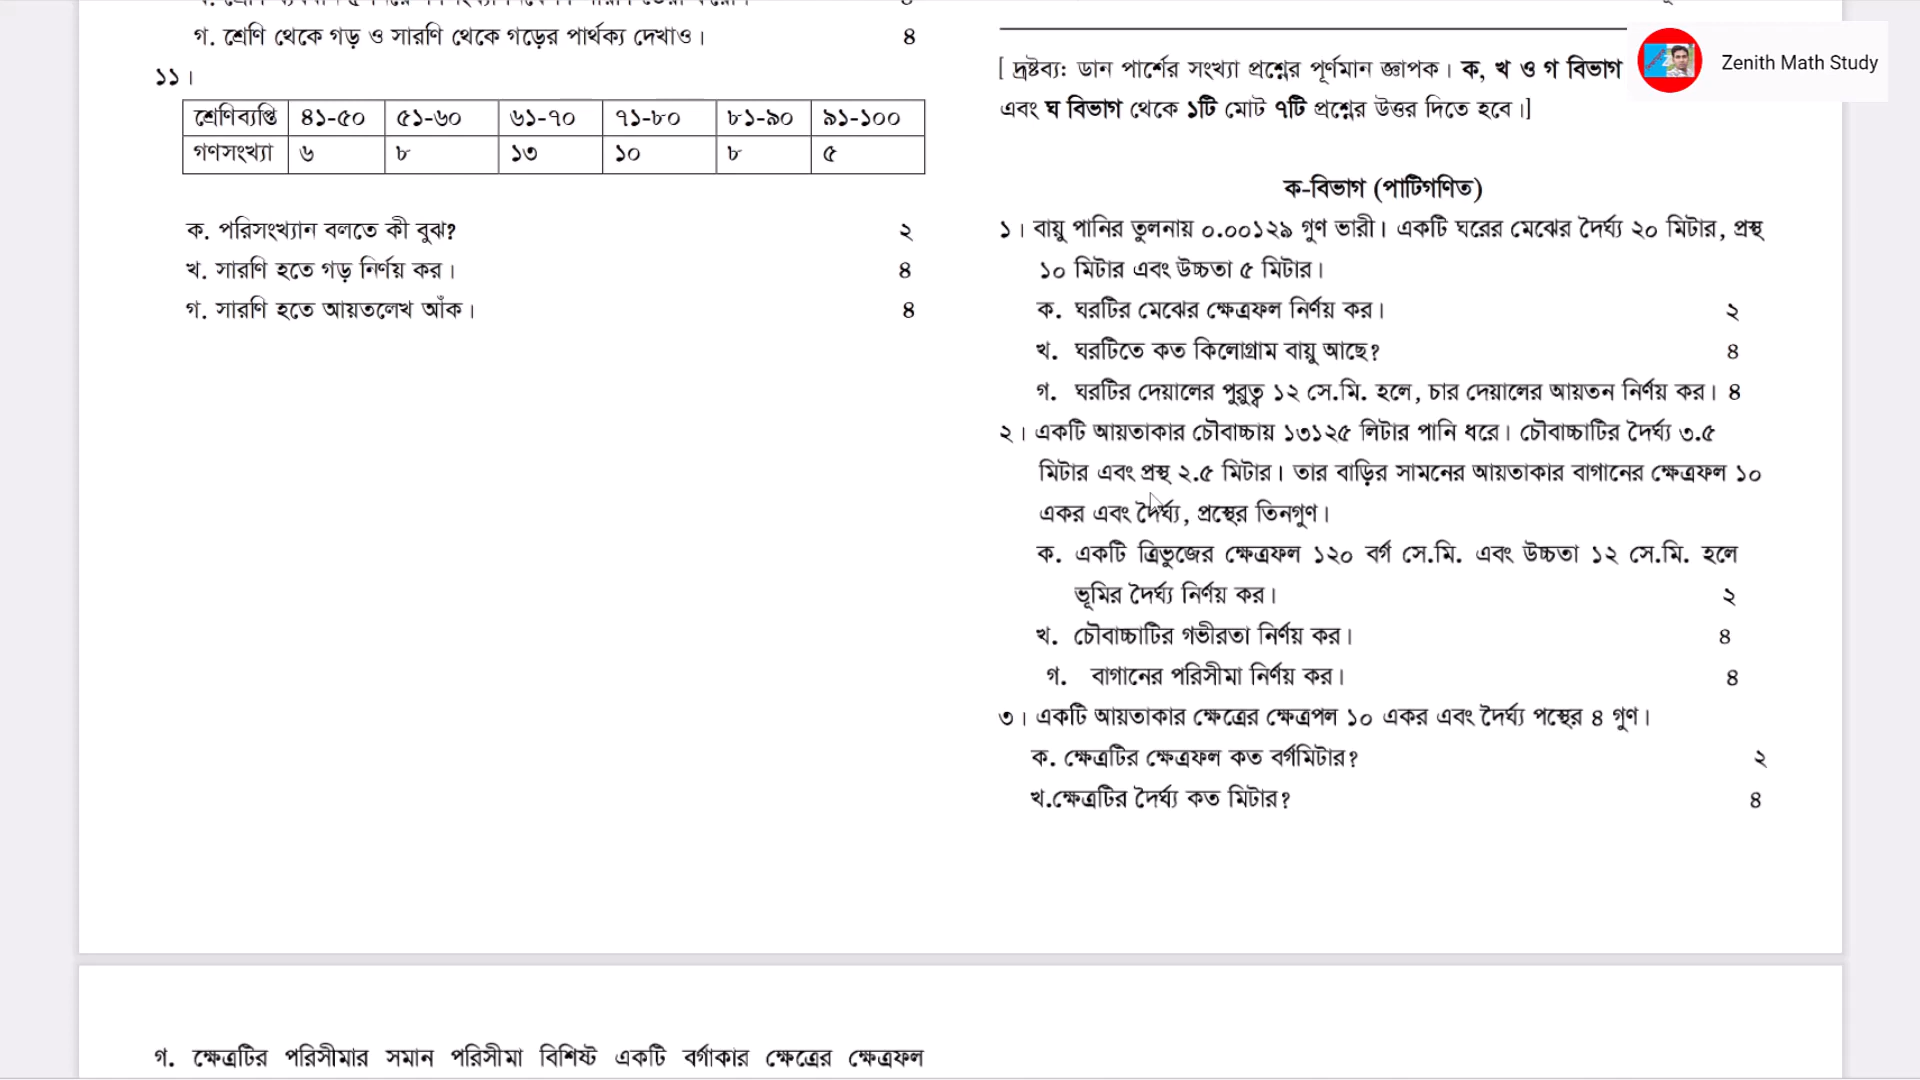 গ. শ্রেণি থেকে গড় ও সারণি থেকে গড়ের পার্থক্য দেখাও। ৪
১১।
শ্রেণিব্যপ্তি ৪১-৫০ ৫১-৬০ ৬১-৭০ ৭১-৮০ ৮১-৯০ ৯১-১০০
গণসংখ্যা ৬ ৮ ১৩ ১০ ৮ ৫
ক. পরিসংখ্যান বলতে কী বুঝ? ২
খ. সারণি হতে গড় নির্ণয় কর। ৪
গ. সারণি হতে আয়তলেখ আঁক। ৪
Zenith Math Study
[ দ্রষ্টব্য: ডান পার্শের সংখ্যা প্রশ্নের পূর্ণমান জ্ঞাপক। ক, খ ও গ বিভাগ
এবং ঘ বিভাগ থেকে ১টি মোট ৭টি প্রশ্নের উত্তর দিতে হবে।]
ক-বিভাগ (পাটিগণিত)
১। বায়ু পানির তুলনায় ০.০০১২৯ গুণ ভারী। একটি ঘরের মেঝের দৈর্ঘ্য ২০ মিটার, প্রস্থ
১০ মিটার এবং উচ্চতা ৫ মিটার।
ক. ঘরটির মেঝের ক্ষেত্রফল নির্ণয় কর। ২
খ. ঘরটিতে কত কিলোগ্রাম বায়ু আছে? ৪
গ. ঘরটির দেয়ালের পুরুত্ব ১২ সে.মি. হলে, চার দেয়ালের আয়তন নির্ণয় কর। ৪
২। একটি আয়তাকার চৌবাচ্চায় ১৩১২৫ লিটার পানি ধরে। চৌবাচ্চাটির দৈর্ঘ্য ৩.৫
মিটার এবং প্রস্থ ২.৫ মিটার। তার বাড়ির সামনের আয়তাকার বাগানের ক্ষেত্রফল ১০
একর এবং দৈর্ঘ্য, প্রস্থের তিনগুণ।
ক. একটি ত্রিভুজের ক্ষেত্রফল ১২০ বর্গ সে.মি. এবং উচ্চতা ১২ সে.মি. হলে
ভূমির দৈর্ঘ্য নির্ণয় কর। ২
খ. চৌবাচ্চাটির গভীরতা নির্ণয় কর। ৪
গ. বাগানের পরিসীমা নির্ণয় কর। ৪
৩। একটি আয়তাকার ক্ষেত্রের ক্ষেত্রপল ১০ একর এবং দৈর্ঘ্য পস্থের ৪ গুণ।
ক. ক্ষেত্রটির ক্ষেত্রফল কত বর্গমিটার? ২
খ.ক্ষেত্রটির দৈর্ঘ্য কত মিটার? ৪
গ. ক্ষেত্রটির পরিসীমার সমান পরিসীমা বিশিষ্ট একটি বর্গাকার ক্ষেত্রের ক্ষেত্রফল